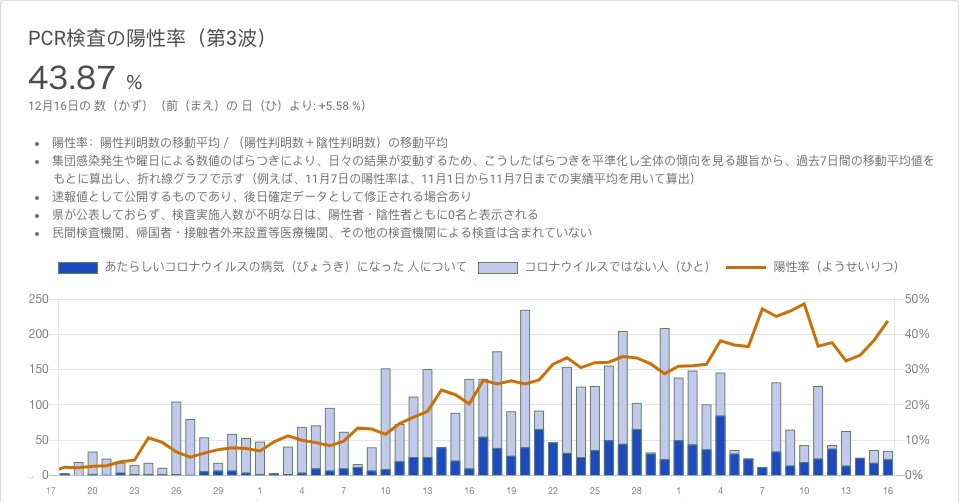 PCR検査の陽性率（第3波）
43.87 %
12月16日の 数（かず）（前（まえ）の 日（ひ）より: +5.58 %）
• 陽性率：陽性判明数の移動平均 / （陽性判明数＋陰性判明数）の移動平均
• 集団感染発生や曜日による数値のばらつきにより、日々の結果が変動するため、こうしたばらつきを平準化し全体の傾向を見る趣旨から、過去7日間の移動平均値を
もとに算出し、折れ線グラフで示す（例えば、11月7日の陽性率は、11月1日から11月7日までの実績平均を用いて算出）
• 速報値として公開するものであり、後日確定データとして修正される場合あり
• 県が公表しておらず、検査実施人数が不明な日は、陽性者・陰性者ともに0名と表示される
• 民間検査機関、帰国者・接触者外来設置等医療機関、その他の検査機関による検査は含まれていない
あたらしいコロナウイルスの病気（びょうき）になった 人について コロナウイルスではない人（ひと） 陽性率（ようせいりつ）
250 50%
200 40%
150 30%
100 20%
50 10%
0 0%
17 20 23 26 29 1 4 7 10 13 16 19 22 25 28 1 4 7 10 13 16